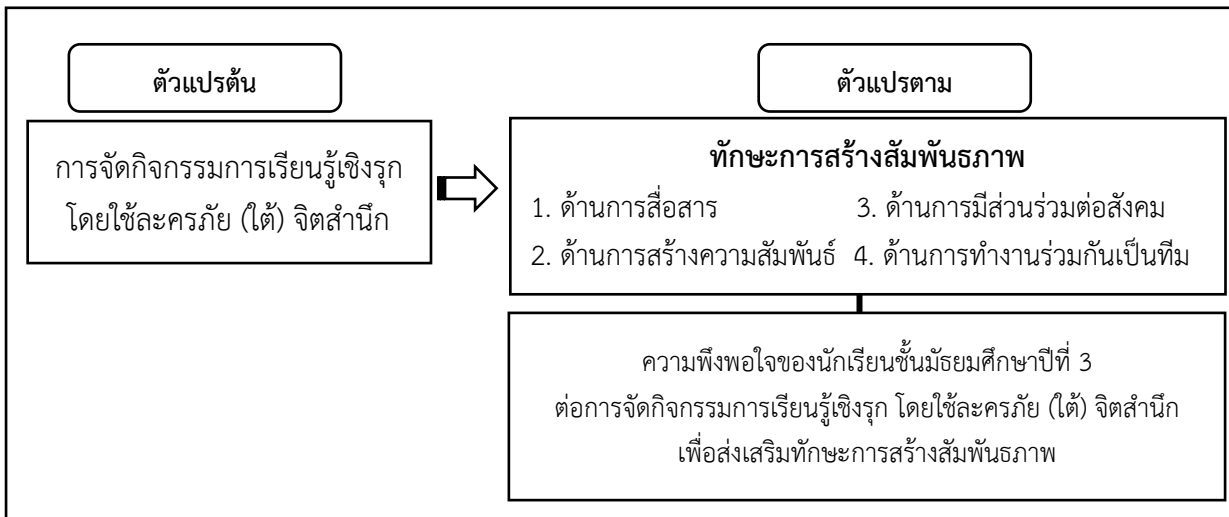 ตัวแปรต้น
การจัดกิจกรรมการเรียนรู้เชิงรุก
โดยใช้ละครภัย (ใต้) จิตสำนึก
ตัวแปรตาม
ทักษะการสร้างสัมพันธภาพ
1. ด้านการสื่อสาร 3. ด้านการมีส่วนร่วมต่อสังคม
2. ด้านการสร้างความสัมพันธ์ 4. ด้านการทำงานร่วมกันเป็นทีม
ความพึงพอใจของนักเรียนชั้นมัธยมศึกษาปีที่ 3
ต่อการจัดกิจกรรมการเรียนรู้เชิงรุก โดยใช้ละครภัย (ใต้) จิตสำนึก
เพื่อส่งเสริมทักษะการสร้างสัมพันธภาพ